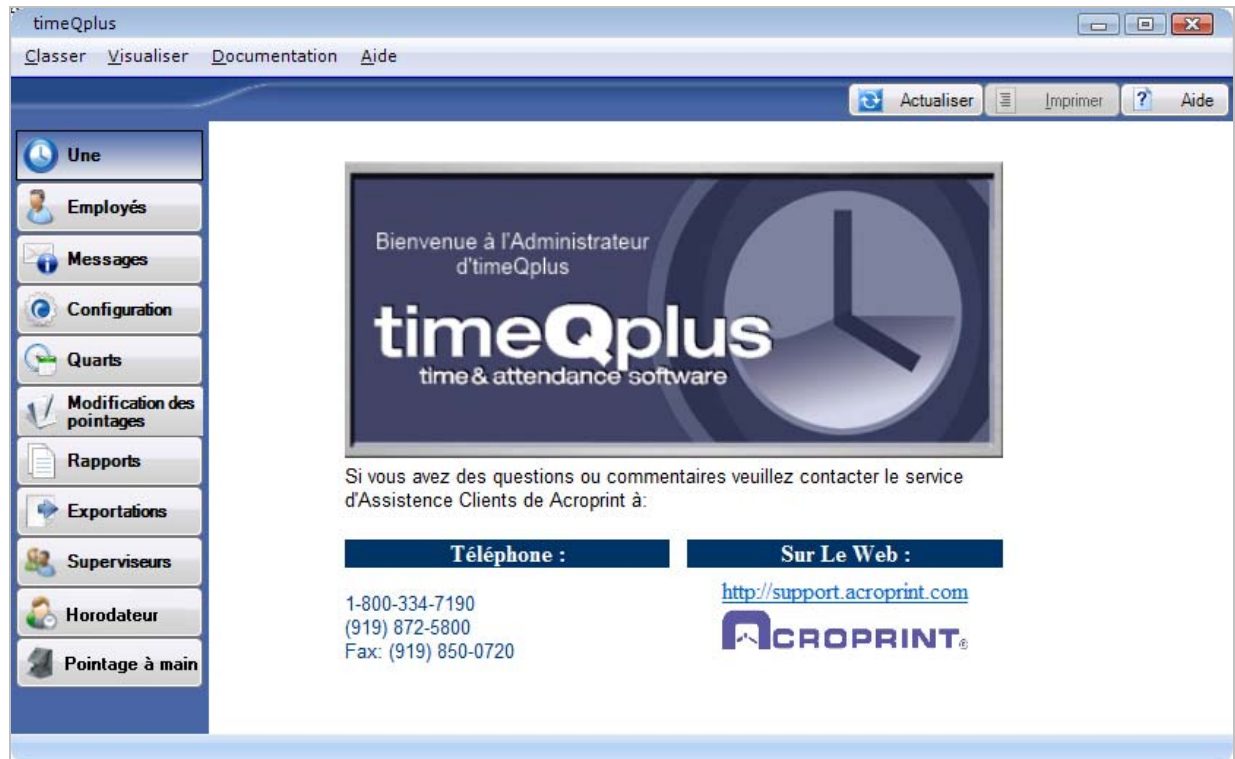 timeQplus
Classer Visualiser Documentation Aide
Actualiser Imprimer Aide
Une
Employés
Messages
Configuration
Quarts
Modification des
pointages
Rapports
Exportations
Superviseurs
Horodateur
Pointage à main
Bienvenue à l'Administrateur
d'timeQplus
timeQplus
time & attendance software
Si vous avez des questions ou commentaires veuillez contacter le service
d'Assistence Clients de Acroprint à:
Téléphone :
1-800-334-7190
(919) 872-5800
Fax: (919) 850-0720
Sur Le Web :
http://support.acroprint.com
ACROPRINT®